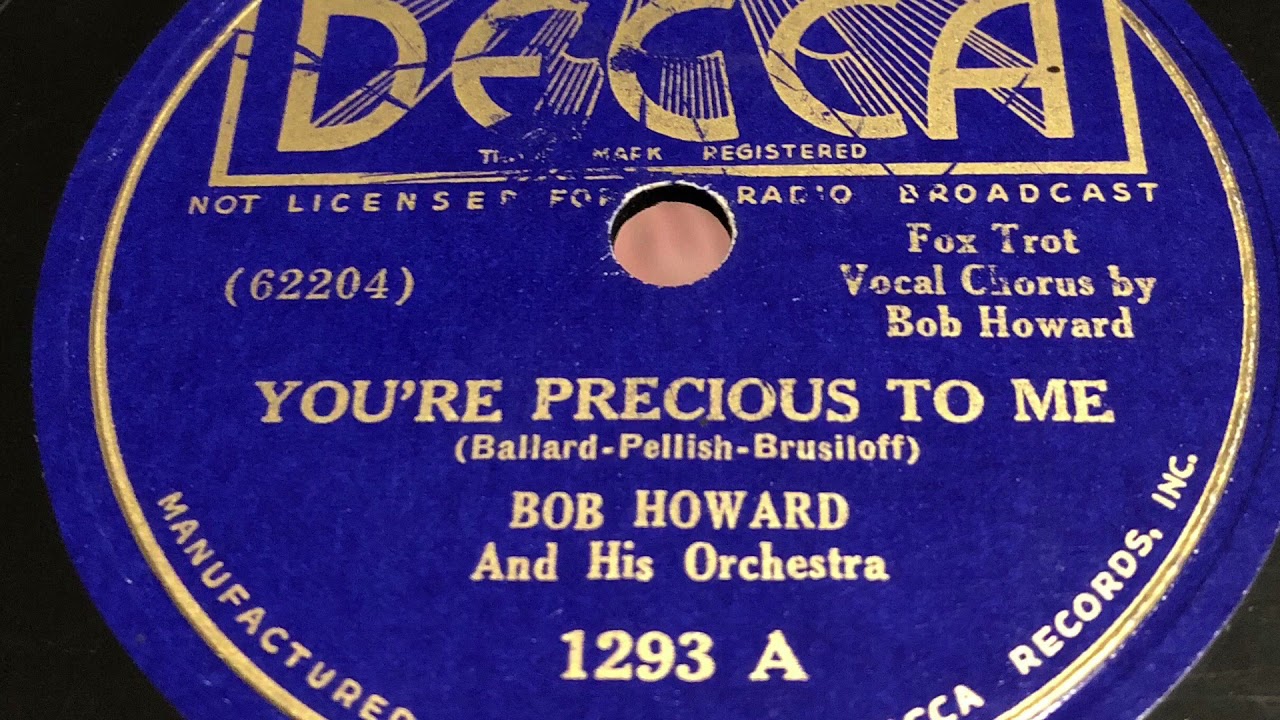 DECCA
MARK REGISTERED
NOT LICENSED FOR RADIO BROADCAST
Fox Trot
(62204)
Vocal Chorus by
Bob Howard
YOU'RE PRECIOUS TO ME
(Ballard-Pellish-Brusiloff)
BOB HOWARD
And His Orchestra
1293 A
MANUFACTURED
RECORDS, INC.